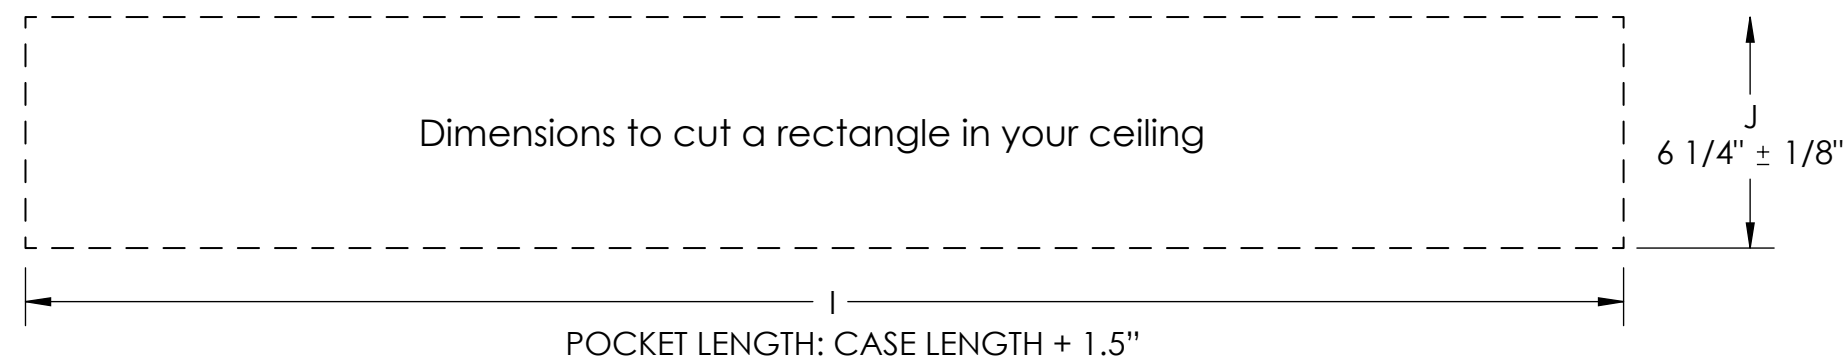 Dimensions to cut a rectangle in your ceiling
J
6 1/4" ± 1/8"
I
POCKET LENGTH: CASE LENGTH + 1.5”